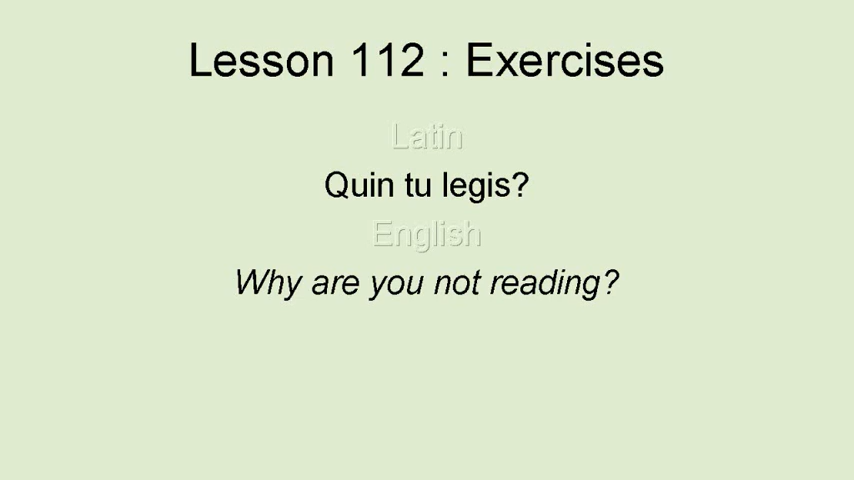 Lesson 112 : Exercises
Latin
Quin tu legis?
English
Why are you not reading?